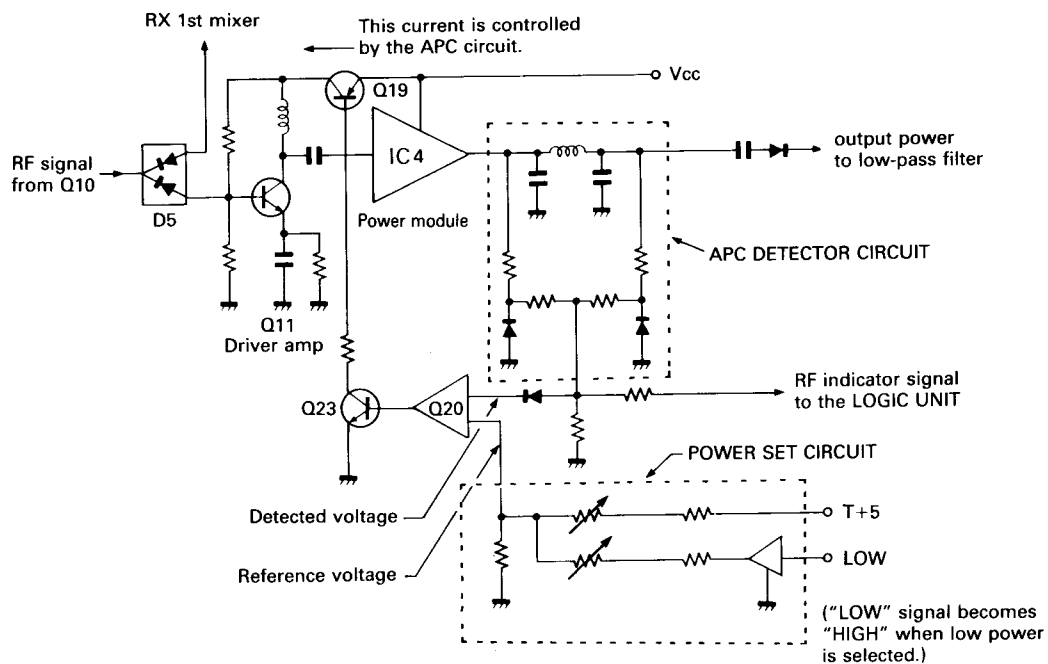 RX 1st mixer
This current is controlled
by the APC circuit.
Q19
Vcc
IC4
RF signal
from Q10
output power
to low-pass filter
D5
Power module
APC DETECTOR CIRCUIT
Q11
Driver amp
RF indicator signal
to the LOGIC UNIT
Q23
Q20
POWER SET CIRCUIT
Detected voltage
T+5
LOW
Reference voltage
("LOW" signal becomes
"HIGH" when low power
is selected.)